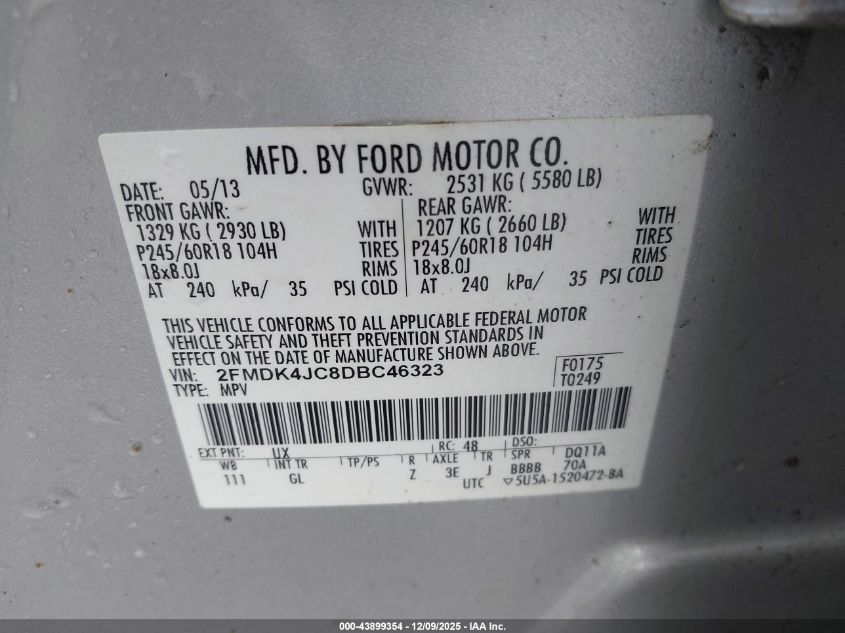 MFD. BY FORD MOTOR CO.
DATE: 05/13 GVWR: 2531 KG ( 5580 LB)
FRONT GAWR: REAR GAWR:
1329 KG ( 2930 LB) WITH 1207 KG ( 2660 LB) WITH
P245/60R18 104H TIRES P245/60R18 104H TIRES
18x8.0J RIMS 18x8.0J RIMS
AT 240 kPa/ 35 PSI COLD AT 240 kPa/ 35 PSI COLD
THIS VEHICLE CONFORMS TO ALL APPLICABLE FEDERAL MOTOR
VEHICLE SAFETY AND THEFT PREVENTION STANDARDS IN
EFFECT ON THE DATE OF MANUFACTURE SHOWN ABOVE.
VIN: 2FMDK4JC8DBC46323 F0175
TYPE: MPV T0249
EXT PNT: UX RC: 48 DSO:
WB INT TR TP/PS R AXLE TR SPR DQ11A
111 GL Z 3E J BBBB 70A
UTC ▽5U5A-1520472-BA
000-43899354 - 12/09/2025 - IAA Inc.